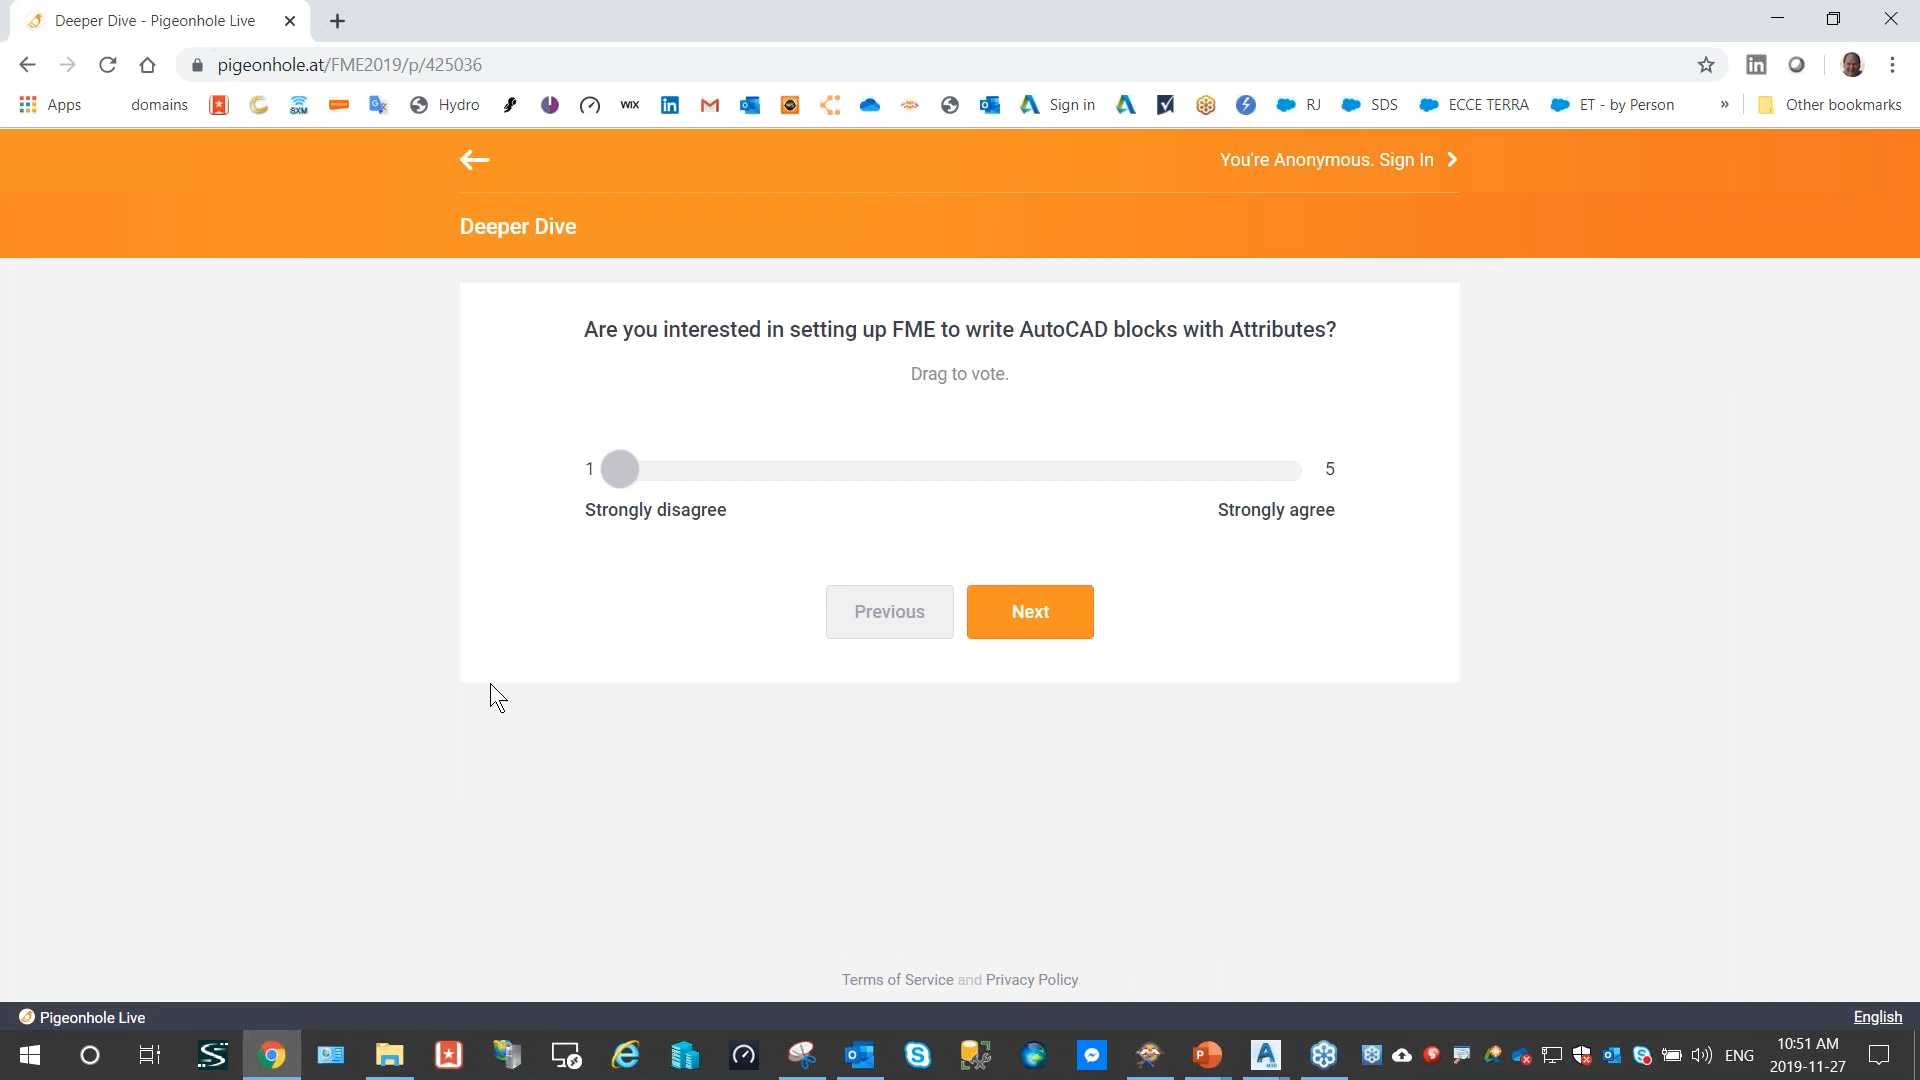 Deeper Dive - Pigeonhole Live
pigeonhole.at/FME2019/p/425036
Apps domains Hydro WIX Sign in RJ SDS ECCE TERRA ET - by Person » Other bookmarks
You're Anonymous. Sign In
Deeper Dive
Are you interested in setting up FME to write AutoCAD blocks with Attributes?
Drag to vote.
1 5
Strongly disagree Strongly agree
Previous Next
Terms of Service and Privacy Policy
Pigeonhole Live English
ENG 10:51 AM
2019-11-27